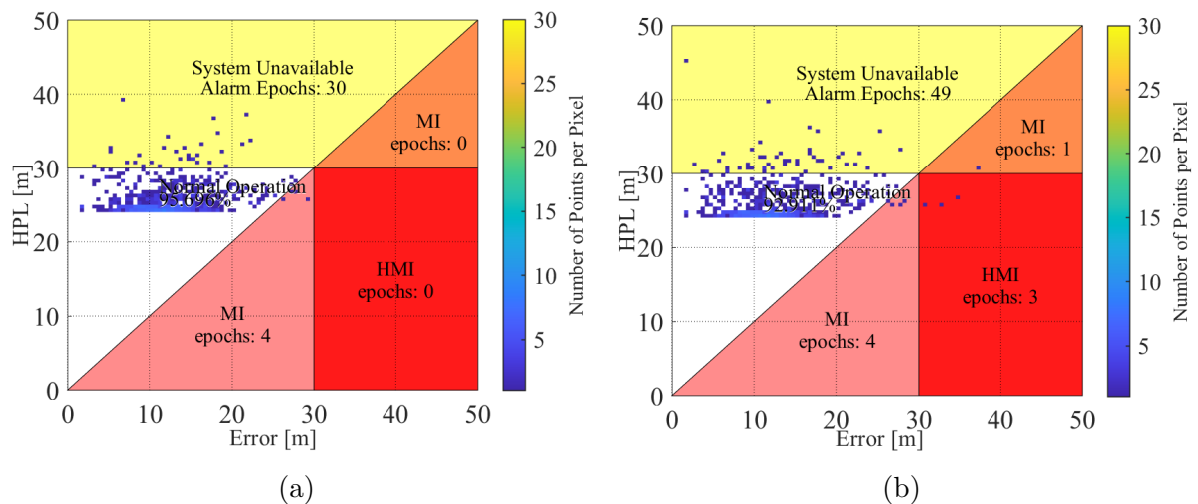 50
40
30
20
10
0
HPL [m]
System Unavailable
Alarm Epochs: 30
MI
epochs: 0
Normal Operation
95.696%
HMI
epochs: 0
MI
epochs: 4
0 10 20 30 40 50
Error [m]
30
25
20
15
10
5
Number of Points per Pixel
(a)
50
40
30
20
10
0
HPL [m]
System Unavailable
Alarm Epochs: 49
MI
epochs: 1
Normal Operation
92.911%
HMI
epochs: 3
MI
epochs: 4
0 10 20 30 40 50
Error [m]
30
25
20
15
10
5
Number of Points per Pixel
(b)